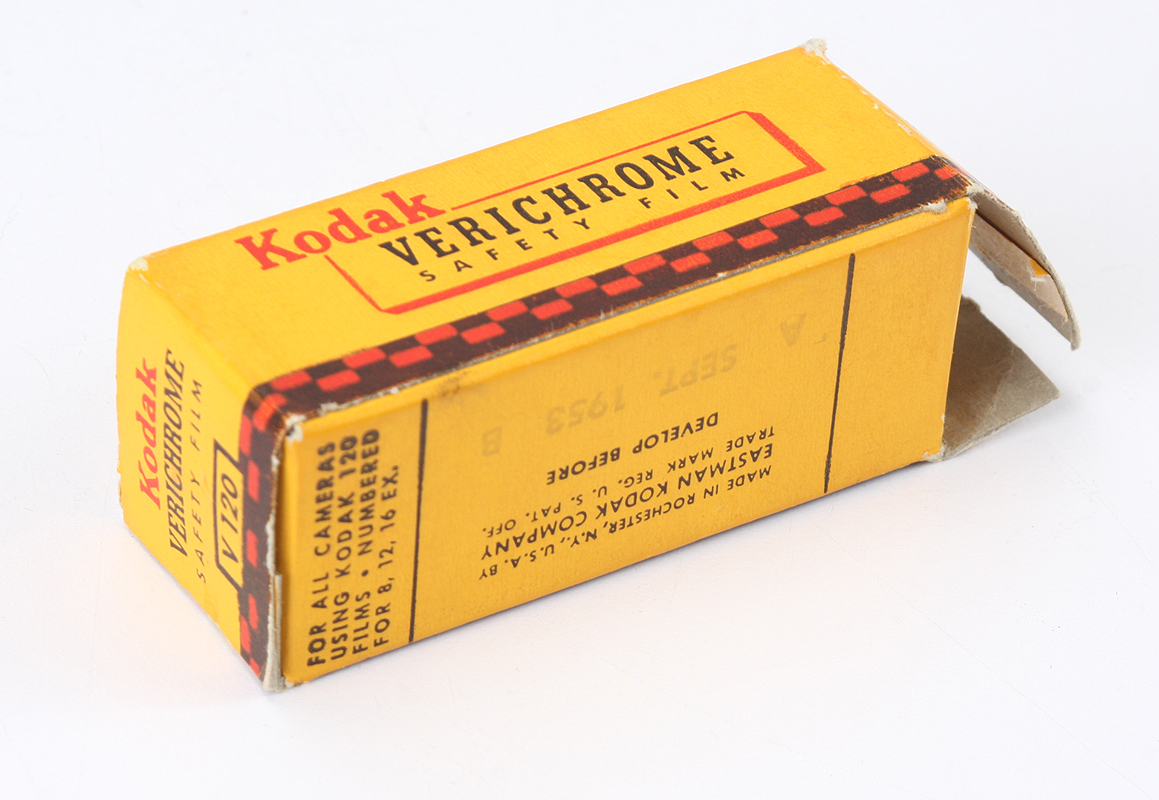 Kodak
VERICHROME
SAFETY FILM
Kodak
VERICHROME
SAFETY FILM
V 120
FOR ALL CAMERAS
USING KODAK 120
FILMS • NUMBERED
FOR 8, 12, 16 EX.
MADE IN ROCHESTER, N.Y., U.S.A. BY
EASTMAN KODAK COMPANY
TRADE MARK REG. U. S. PAT. OFF.
DEVELOP BEFORE
SEPT. 1953
A
B